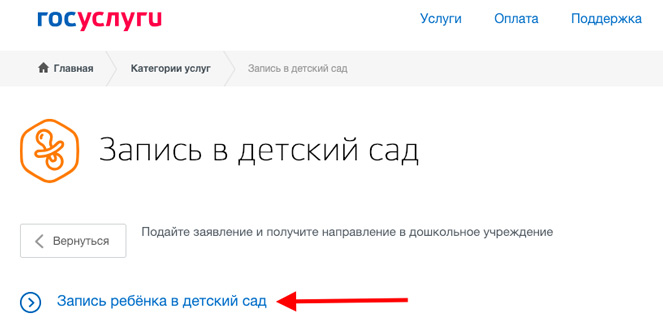 госуслуги Услуги Оплата Поддержка
Главная Категории услуг Запись в детский сад
Запись в детский сад
Вернуться Подайте заявление и получите направление в дошкольное учреждение
Запись ребёнка в детский сад